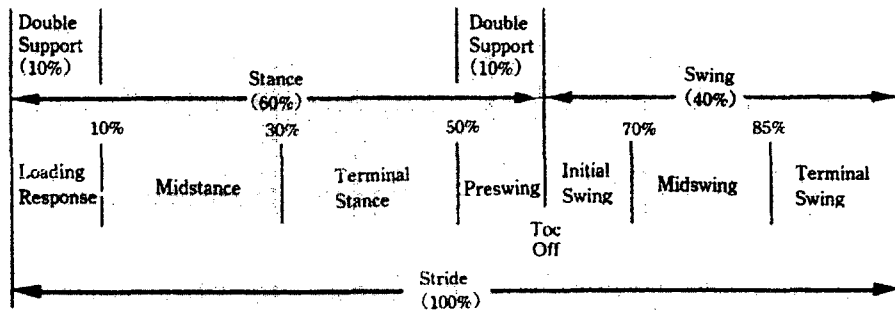 Double
Support
(10%)
Double
Support
(10%)
Stance
(60%)
Swing
(40%)
10%
30%
50%
70%
85%
Loading
Response
Midstance
Terminal
Stance
Preswing
Initial
Swing
Midswing
Terminal
Swing
Toe
Off
Stride
(100%)